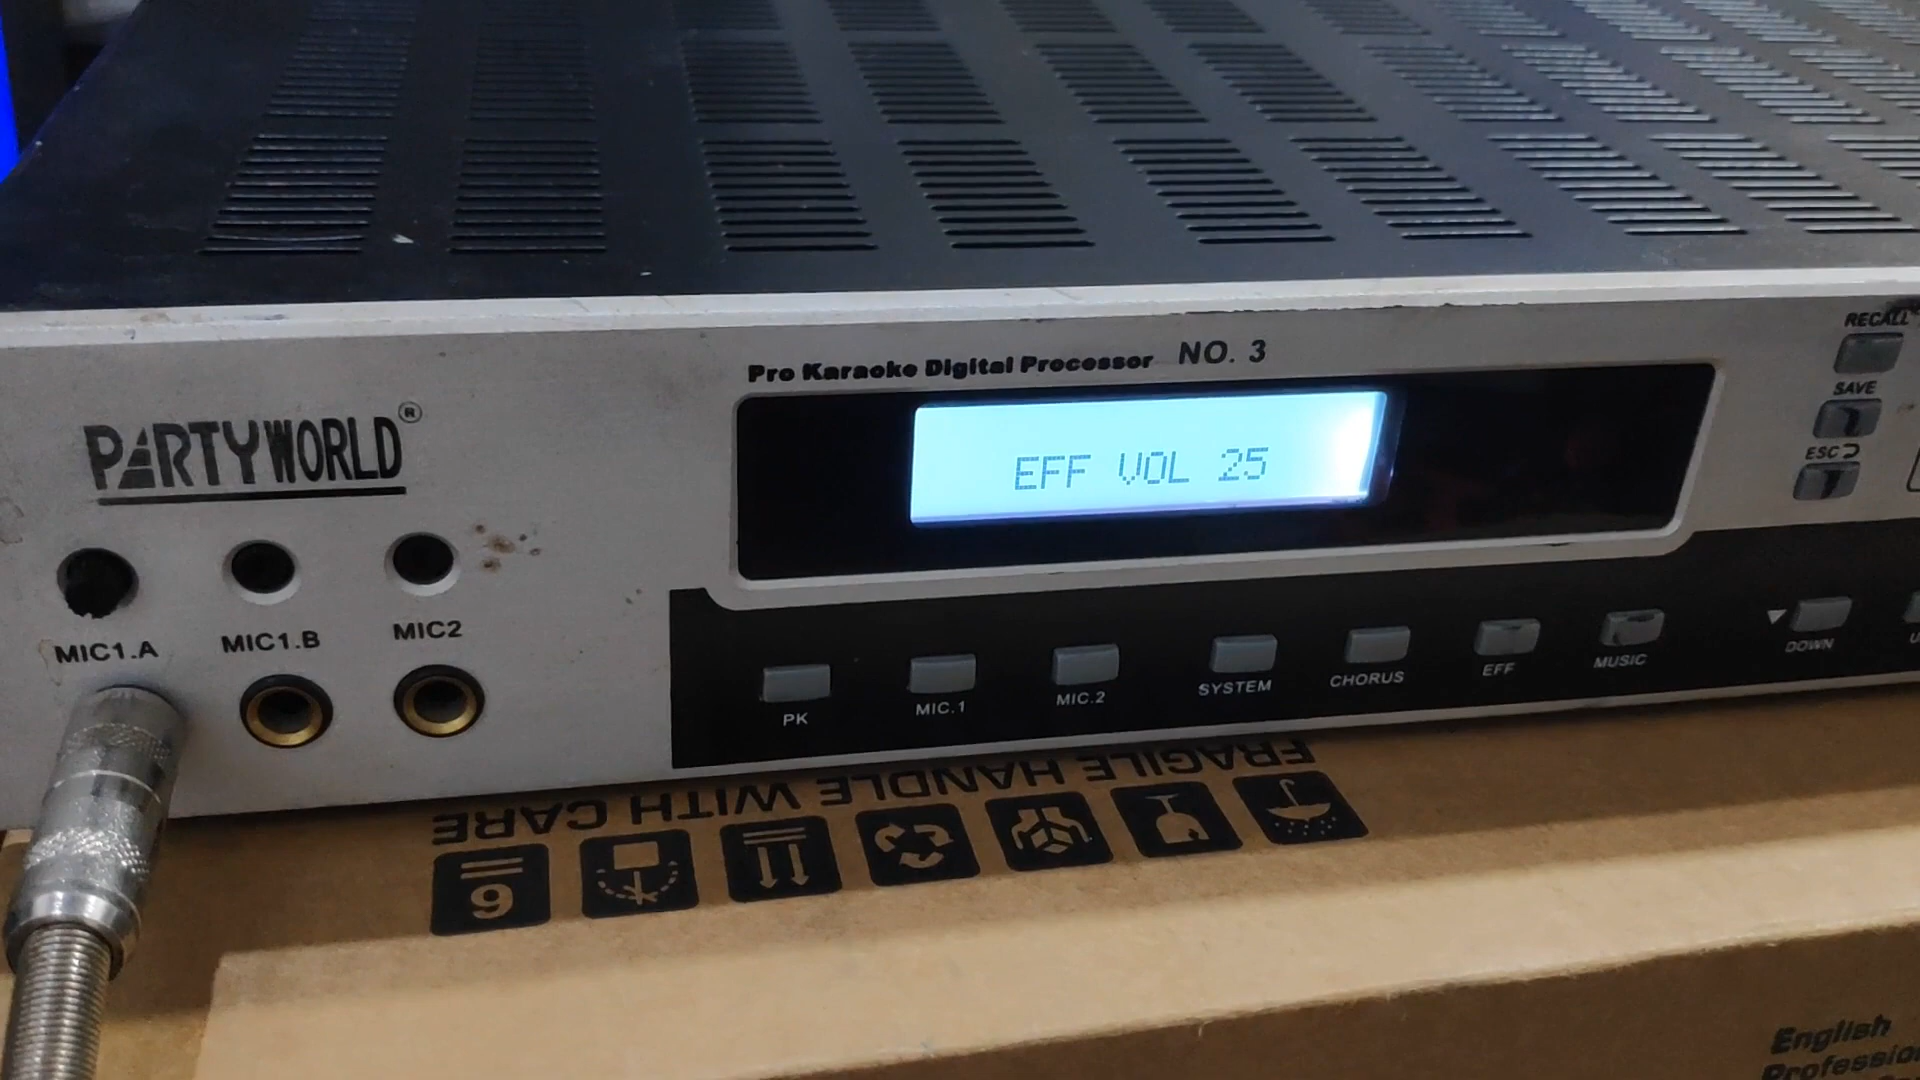 Pro Karaoke Digital Processor NO. 3
RECALL
SAVE
ESC
PARTYWORLD®
EFF VOL 25
MIC1.A
MIC1.B
MIC2
PK
MIC.1
MIC.2
SYSTEM
CHORUS
EFF
MUSIC
DOWN
FRAGILE HANDLE WITH CARE
6
English